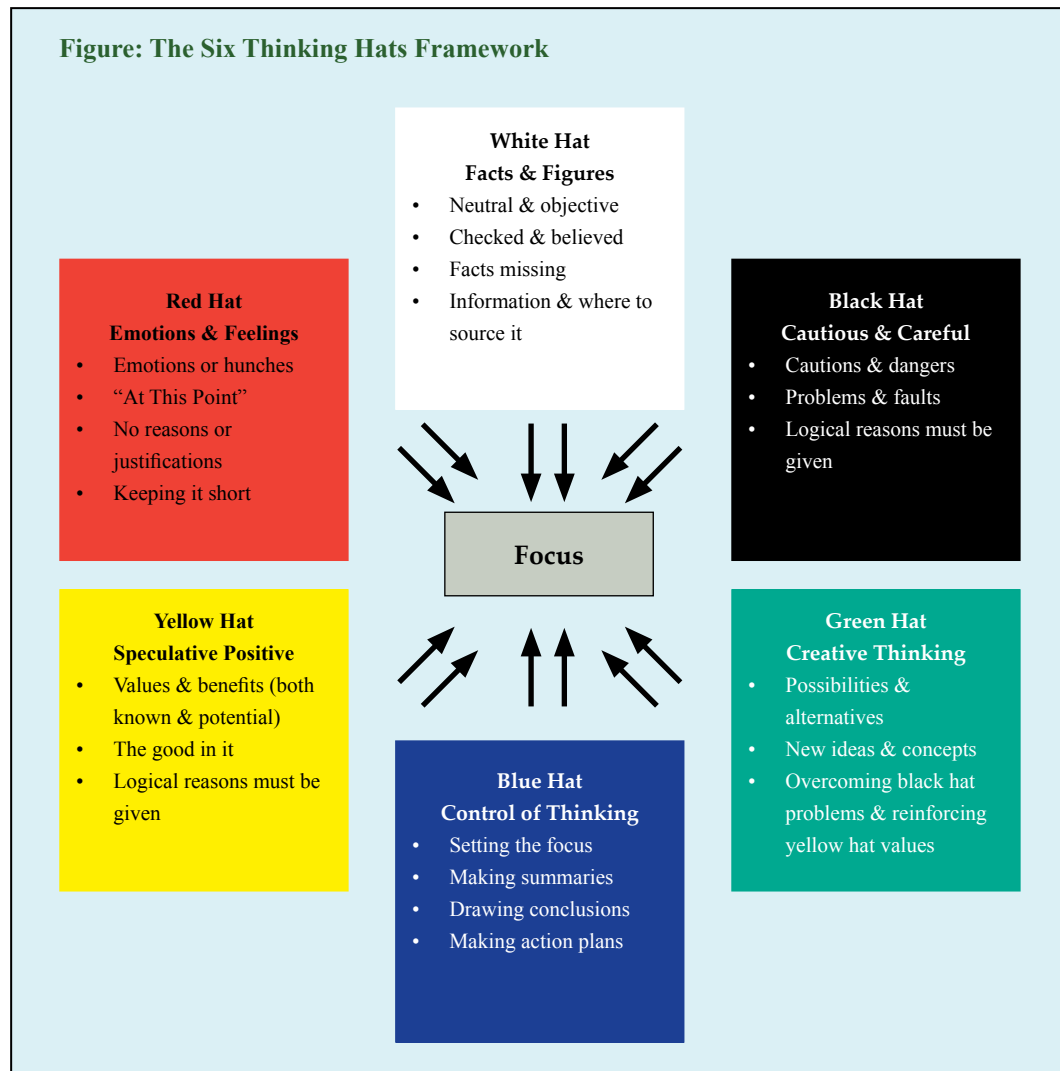 Figure: The Six Thinking Hats Framework
White Hat
Facts & Figures
• Neutral & objective
• Checked & believed
• Facts missing
• Information & where to
source it
Red Hat
Emotions & Feelings
• Emotions or hunches
• “At This Point”
• No reasons or
justifications
• Keeping it short
Black Hat
Cautious & Careful
• Cautions & dangers
• Problems & faults
• Logical reasons must be
given
Focus
Yellow Hat
Speculative Positive
• Values & benefits (both
known & potential)
• The good in it
• Logical reasons must be
given
Green Hat
Creative Thinking
• Possibilities &
alternatives
• New ideas & concepts
• Overcoming black hat
problems & reinforcing
yellow hat values
Blue Hat
Control of Thinking
• Setting the focus
• Making summaries
• Drawing conclusions
• Making action plans